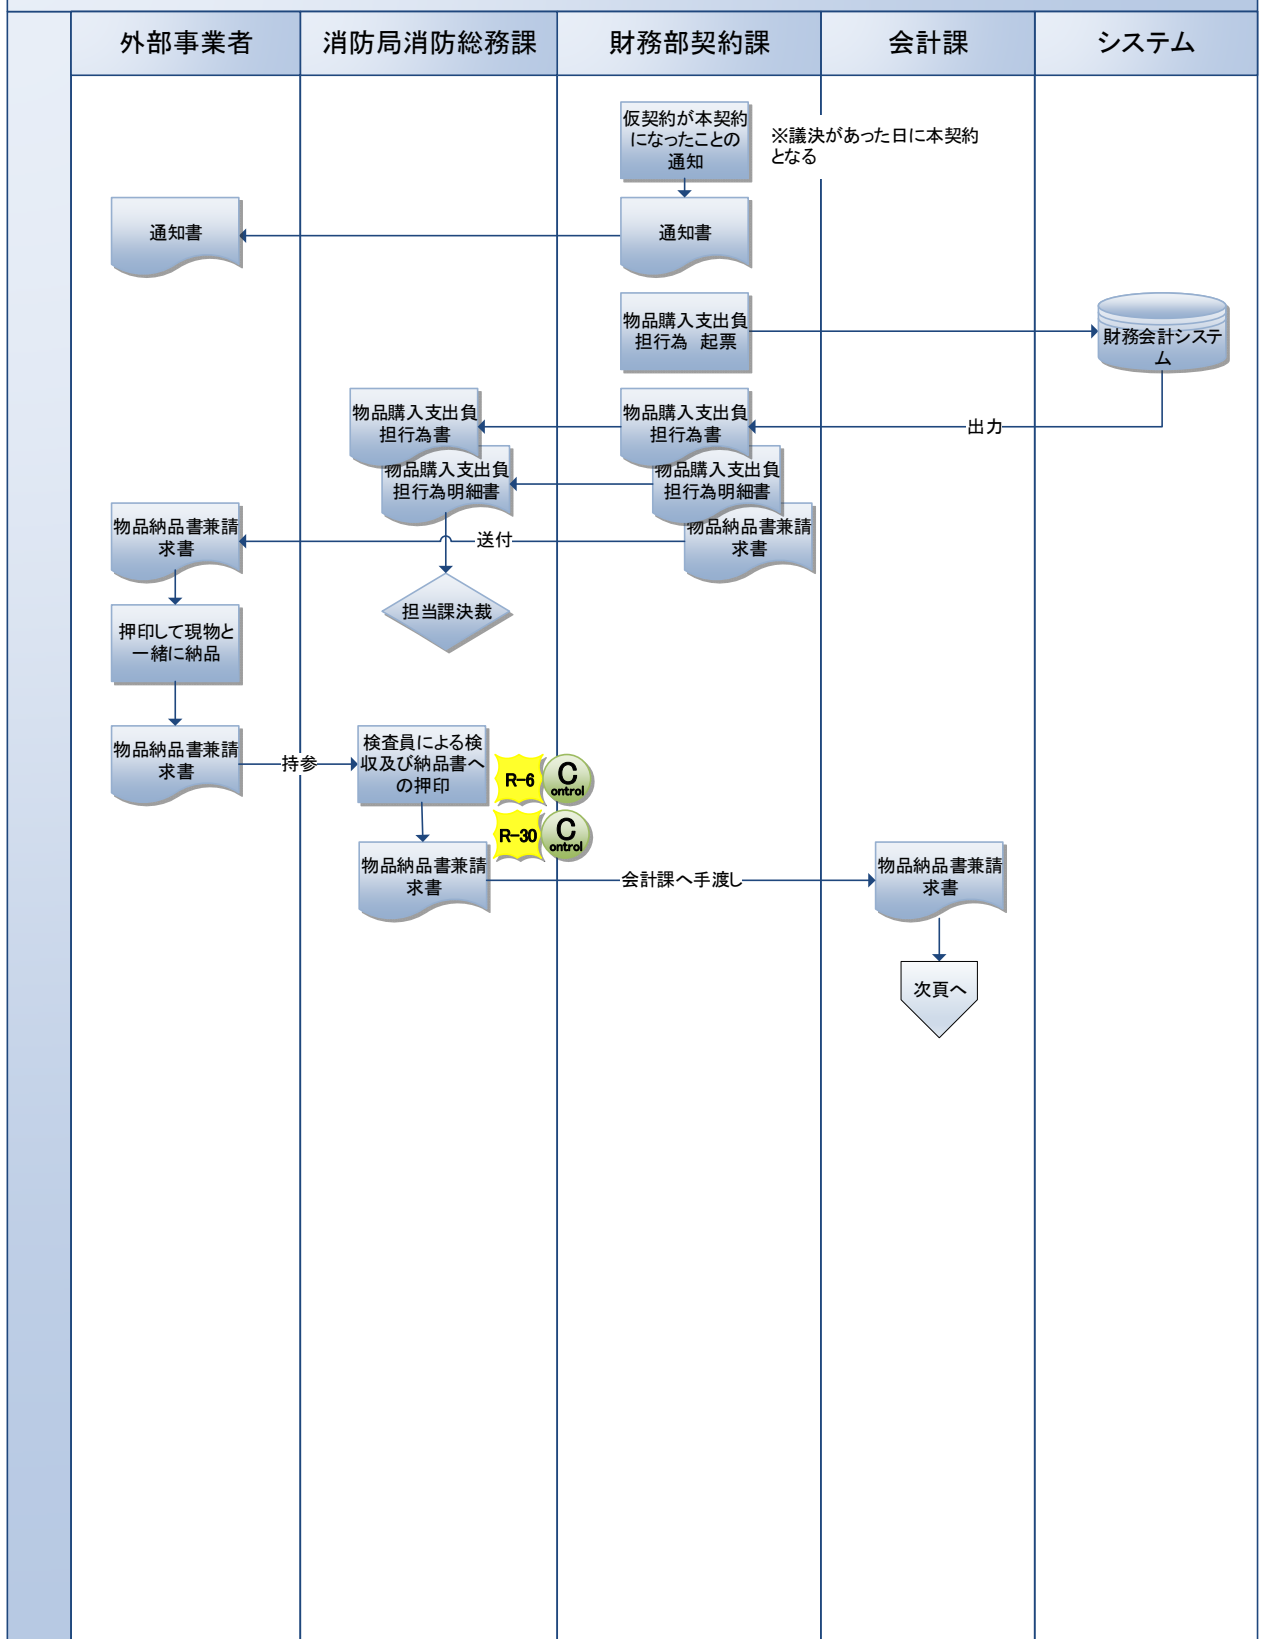 外部事業者
消防局消防総務課
財務部契約課
会計課
システム
仮契約が本契約
になったことの
通知
※議決があった日に本契約
となる
通知書
通知書
物品購入支出負
担行為　起票
財務会計システ
ム
物品購入支出負
担行為書
物品購入支出負
担行為書
出力
物品購入支出負
担行為明細書
物品購入支出負
担行為明細書
物品納品書兼請
求書
送付
物品納品書兼請
求書
担当課決裁
押印して現物と
一緒に納品
物品納品書兼請
求書
持参
検査員による検
収及び納品書へ
の押印
R-6
C
ontrol
R-30
C
ontrol
物品納品書兼請
求書
会計課へ手渡し
物品納品書兼請
求書
次頁へ